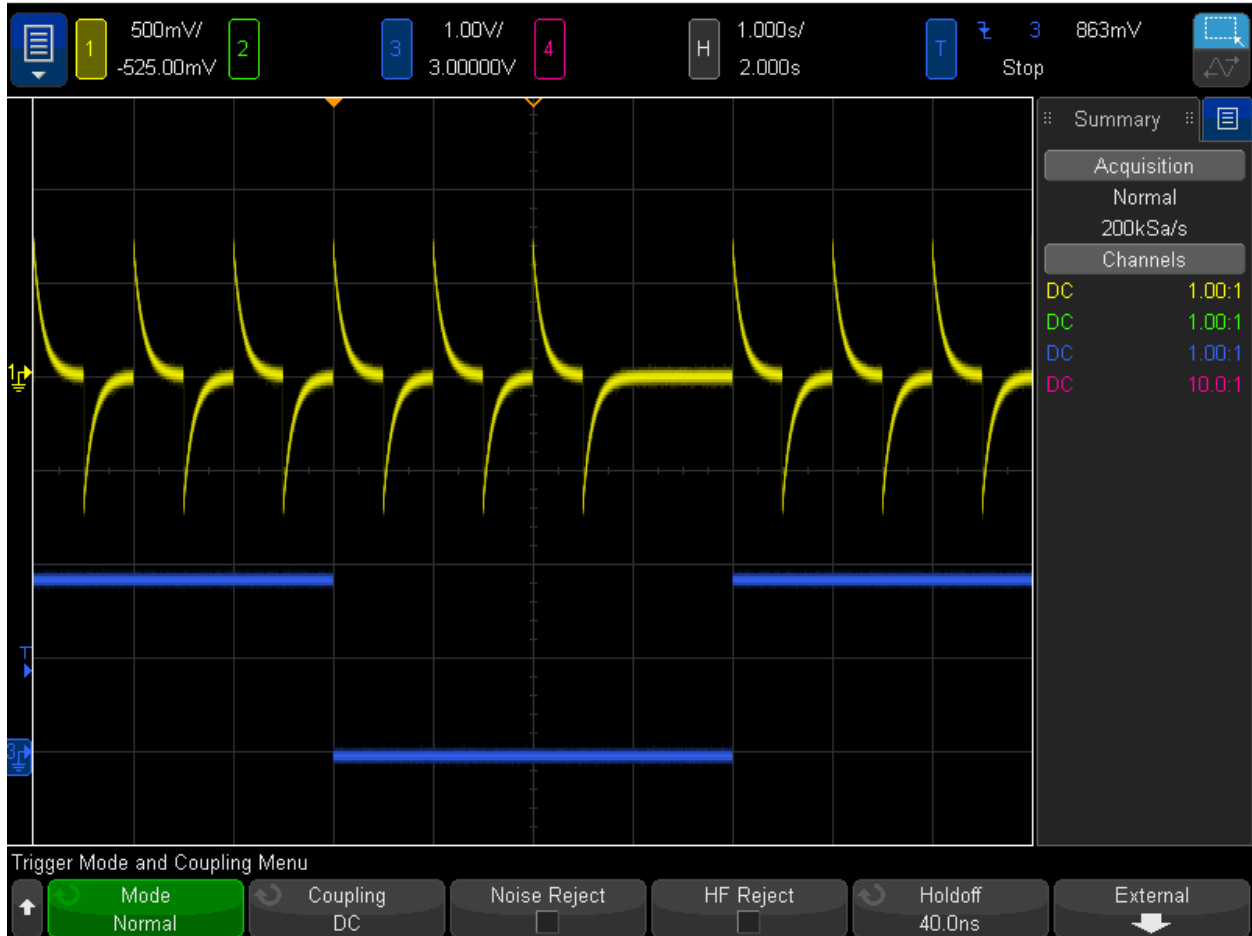 1 500mV/ 2 3 1.00V/ 4 H 1.000s/ T 3 863mV
-525.00mV 3.00000V 2.000s Stop
Summary
Acquisition
Normal
200kSa/s
Channels
DC 1.00:1
DC 1.00:1
DC 1.00:1
DC 10.0:1
1
T
3
Trigger Mode and Coupling Menu
Mode Coupling Noise Reject HF Reject Holdoff External
Normal DC 40.0ns